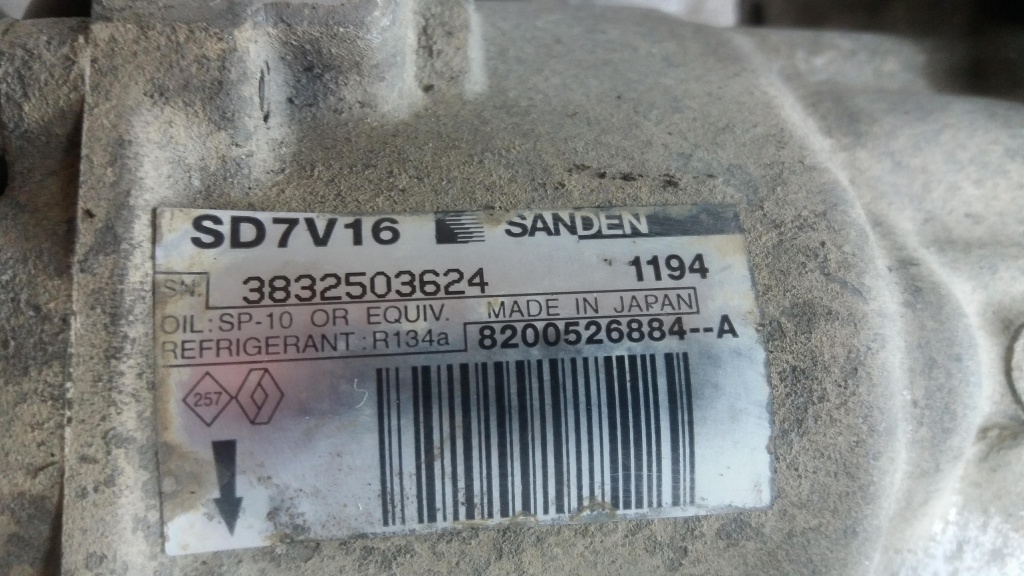 SD7V16 SANDEN
1194
SN. 3832503624
MADE IN JAPAN
OIL:SP-10 OR EQUIV.
8200526884--A
REFRIGERANT:R134a
257